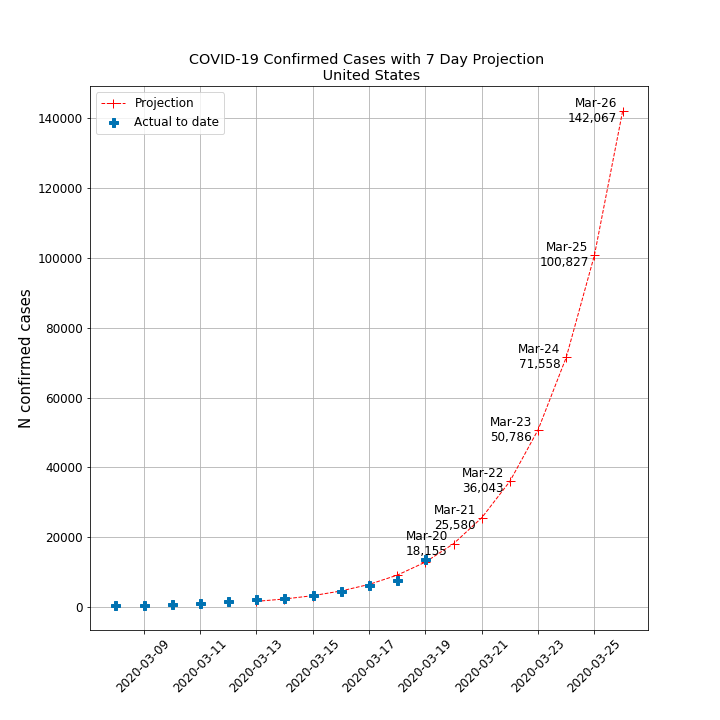 COVID-19 Confirmed Cases with 7 Day Projection
United States
Projection
Actual to date
N confirmed cases
140000
120000
100000
80000
60000
40000
20000
0
Mar-26
142,067
Mar-25
100,827
Mar-24
71,558
Mar-23
50,786
Mar-22
36,043
Mar-21
25,580
Mar-20
18,155
2020-03-09
2020-03-11
2020-03-13
2020-03-15
2020-03-17
2020-03-19
2020-03-21
2020-03-23
2020-03-25